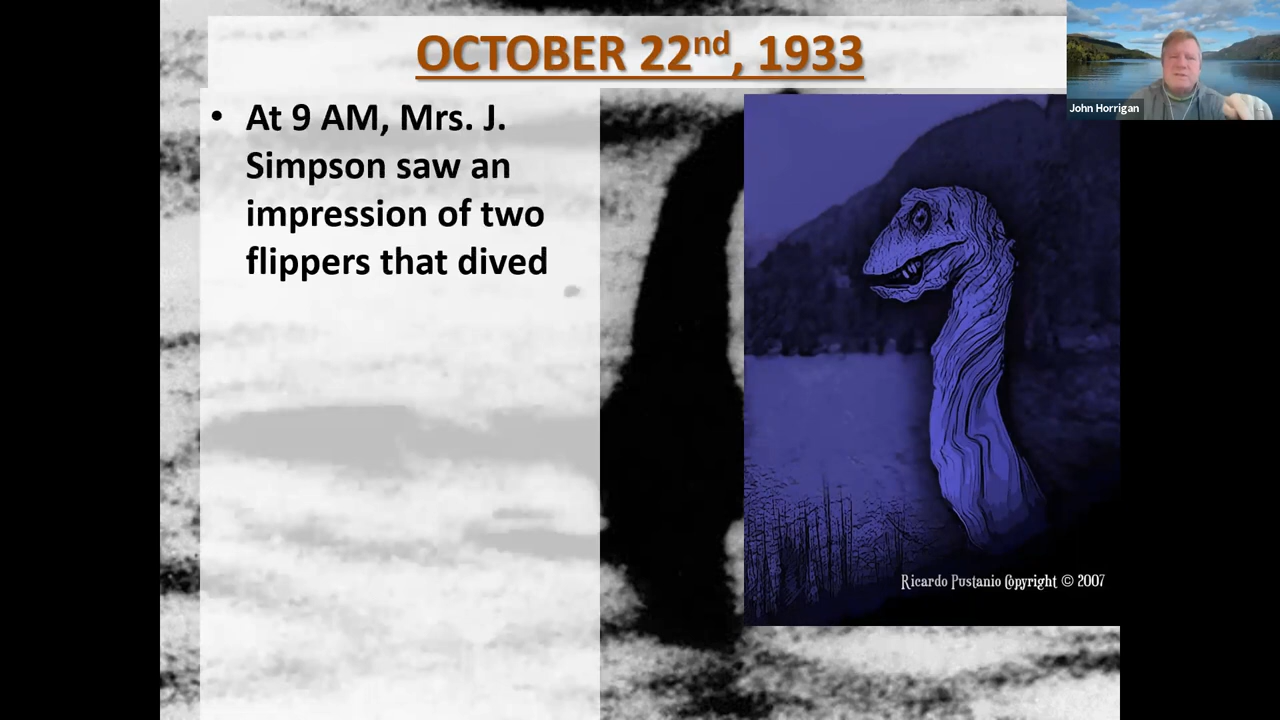 OCTOBER 22nd, 1933
John Horrigan
• At 9 AM, Mrs. J.
Simpson saw an
impression of two
flippers that dived
Ricardo Pustanio Copyright © 2007